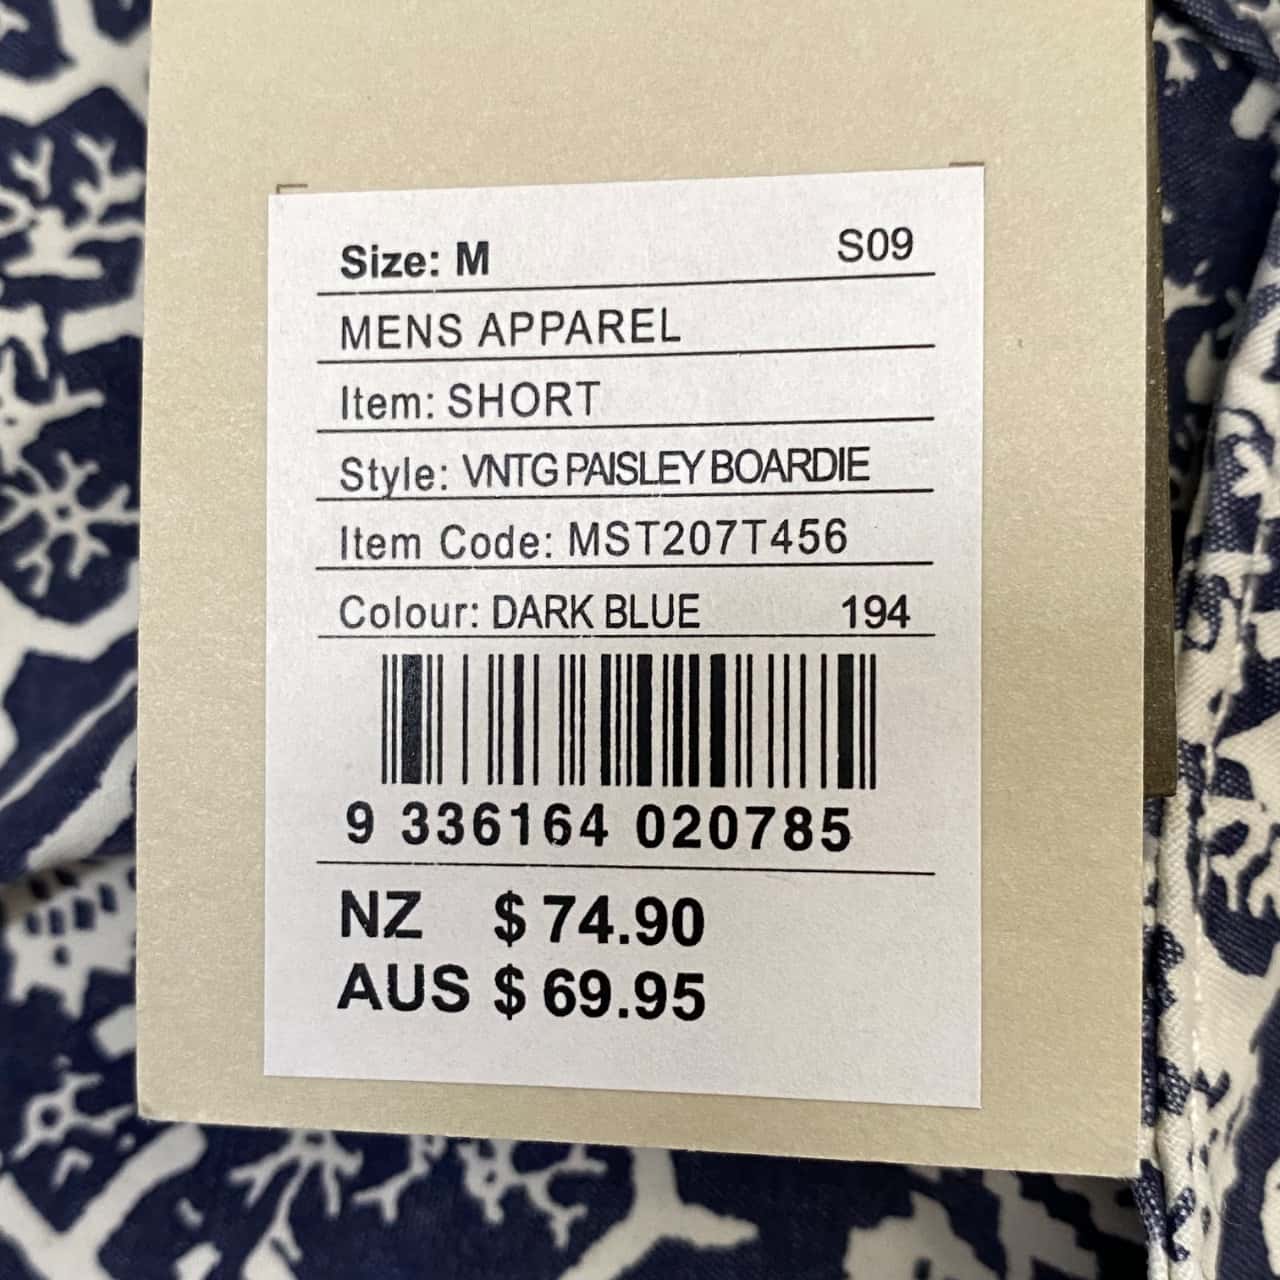 Size: M S09
MENS APPAREL
Item: SHORT
Style: VNTG PAISLEY BOARDIE
Item Code: MST207T456
Colour: DARK BLUE 194
9 336164 020785
NZ $ 74.90
AUS $ 69.95